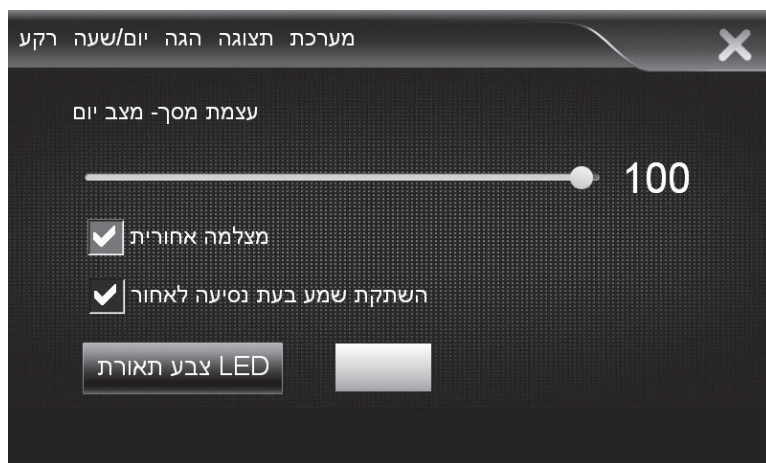 מערכת תצוגה הגה יום/שעה רקע
עצמת מסך- מצב יום
100
מצלמה אחורית
השתקת שמע בעת נסיעה לאחור
צבע תאורת LED